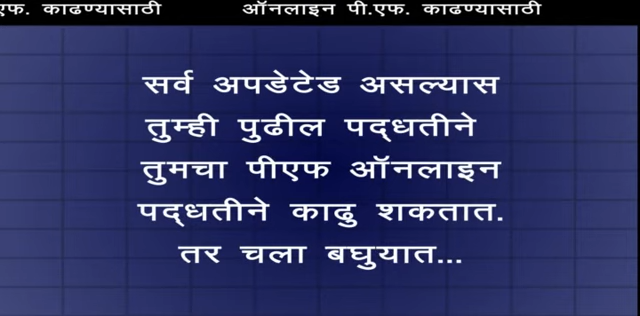 एफ. काढण्यासाठी ऑनलाइन पी.एफ. काढण्यासाठी
सर्व अपडेटेड असल्यास
तुम्ही पुढील पद्धतीने
तुमचा पीएफ ऑनलाइन
पद्धतीने काढु शकतात.
तर चला बघुयात...